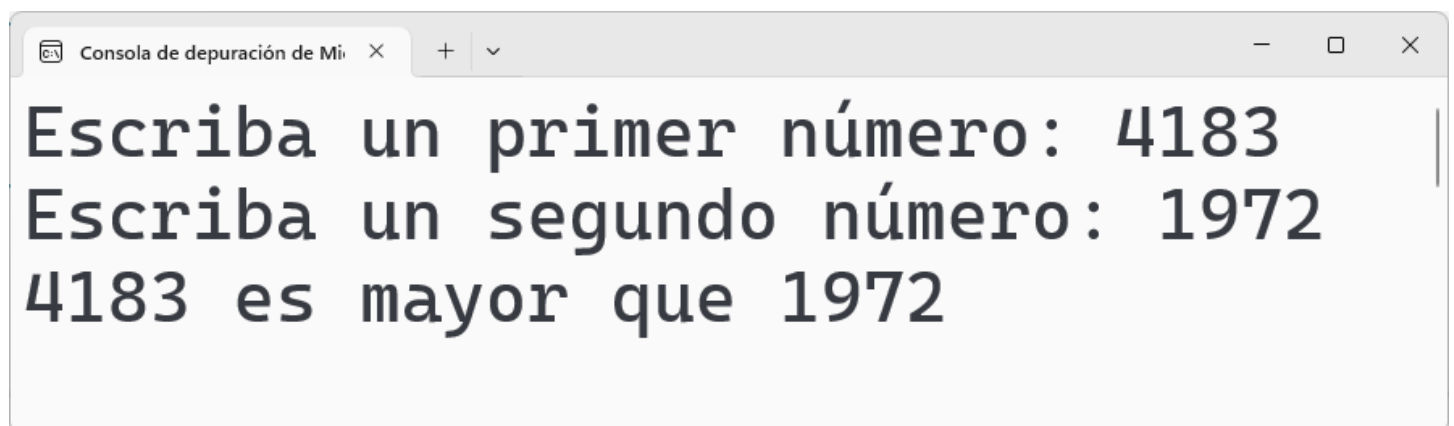 Consola de depuración de Mi
Escriba un primer número: 4183
Escriba un segundo número: 1972
4183 es mayor que 1972